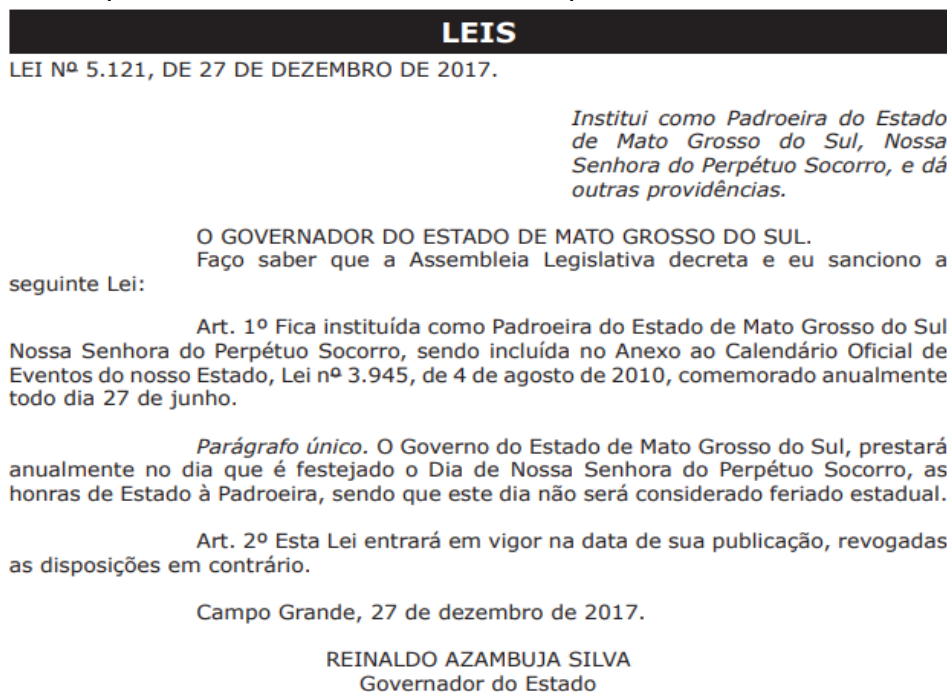 LEIS
LEI Nº 5.121, DE 27 DE DEZEMBRO DE 2017.
Institui como Padroeira do Estado
de Mato Grosso do Sul, Nossa
Senhora do Perpétuo Socorro, e dá
outras providências.
O GOVERNADOR DO ESTADO DE MATO GROSSO DO SUL.
Faço saber que a Assembleia Legislativa decreta e eu sanciono a
seguinte Lei:
Art. 1º Fica instituída como Padroeira do Estado de Mato Grosso do Sul
Nossa Senhora do Perpétuo Socorro, sendo incluída no Anexo ao Calendário Oficial de
Eventos do nosso Estado, Lei nº 3.945, de 4 de agosto de 2010, comemorado anualmente
todo dia 27 de junho.
Parágrafo único. O Governo do Estado de Mato Grosso do Sul, prestará
anualmente no dia que é festejado o Dia de Nossa Senhora do Perpétuo Socorro, as
honras de Estado à Padroeira, sendo que este dia não será considerado feriado estadual.
Art. 2º Esta Lei entrará em vigor na data de sua publicação, revogadas
as disposições em contrário.
Campo Grande, 27 de dezembro de 2017.
REINALDO AZAMBUJA SILVA
Governador do Estado